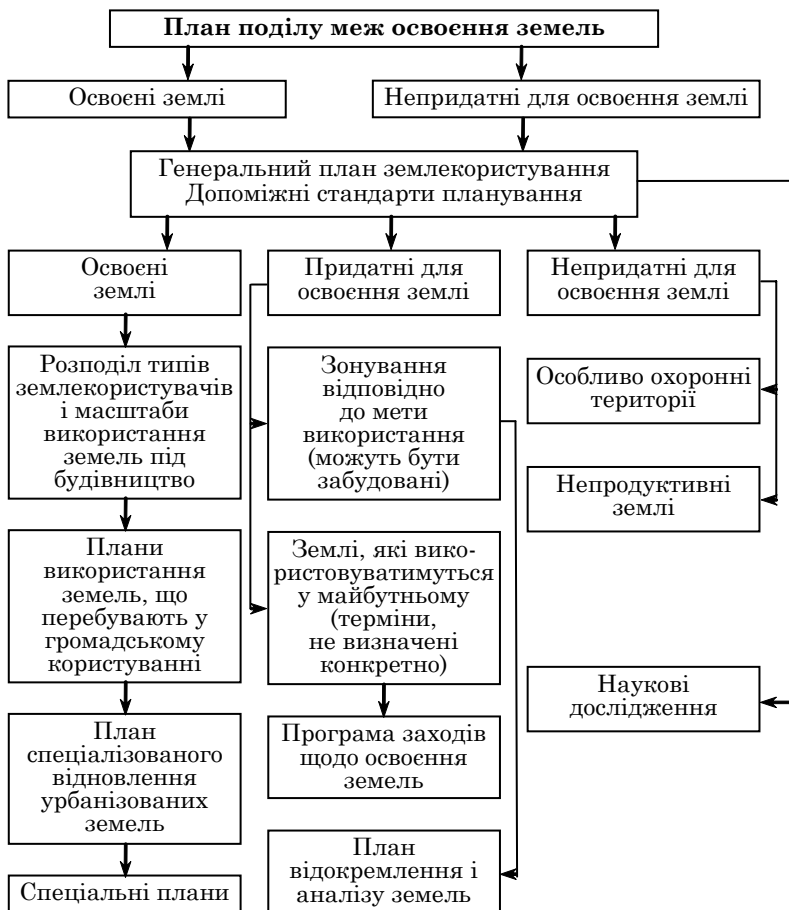 План поділу меж освоєння земель
Освоєні землі
Непридатні для освоєння землі
Генеральний план землекористування
Допоміжні стандарти планування
Освоєні
землі
Придатні для
освоєння землі
Непридатні для
освоєння землі
Розподіл типів
землекористувачів
і масштаби
використання
земель під
будівництво
Зонування
відповідно
до мети
використання
(можуть бути
забудовані)
Особливо охоронні
території
Непродуктивні
землі
Плани
використання
земель, що
перебувають у
громадському
користуванні
Землі, які вико-
ристовуватимуться
у майбутньому
(терміни,
не визначені
конкретно)
Наукові
дослідження
План
спеціалізованого
відновлення
урбанізованих
земель
Програма заходів
щодо освоєння
земель
План
відокремлення і
аналізу земель
Спеціальні плани